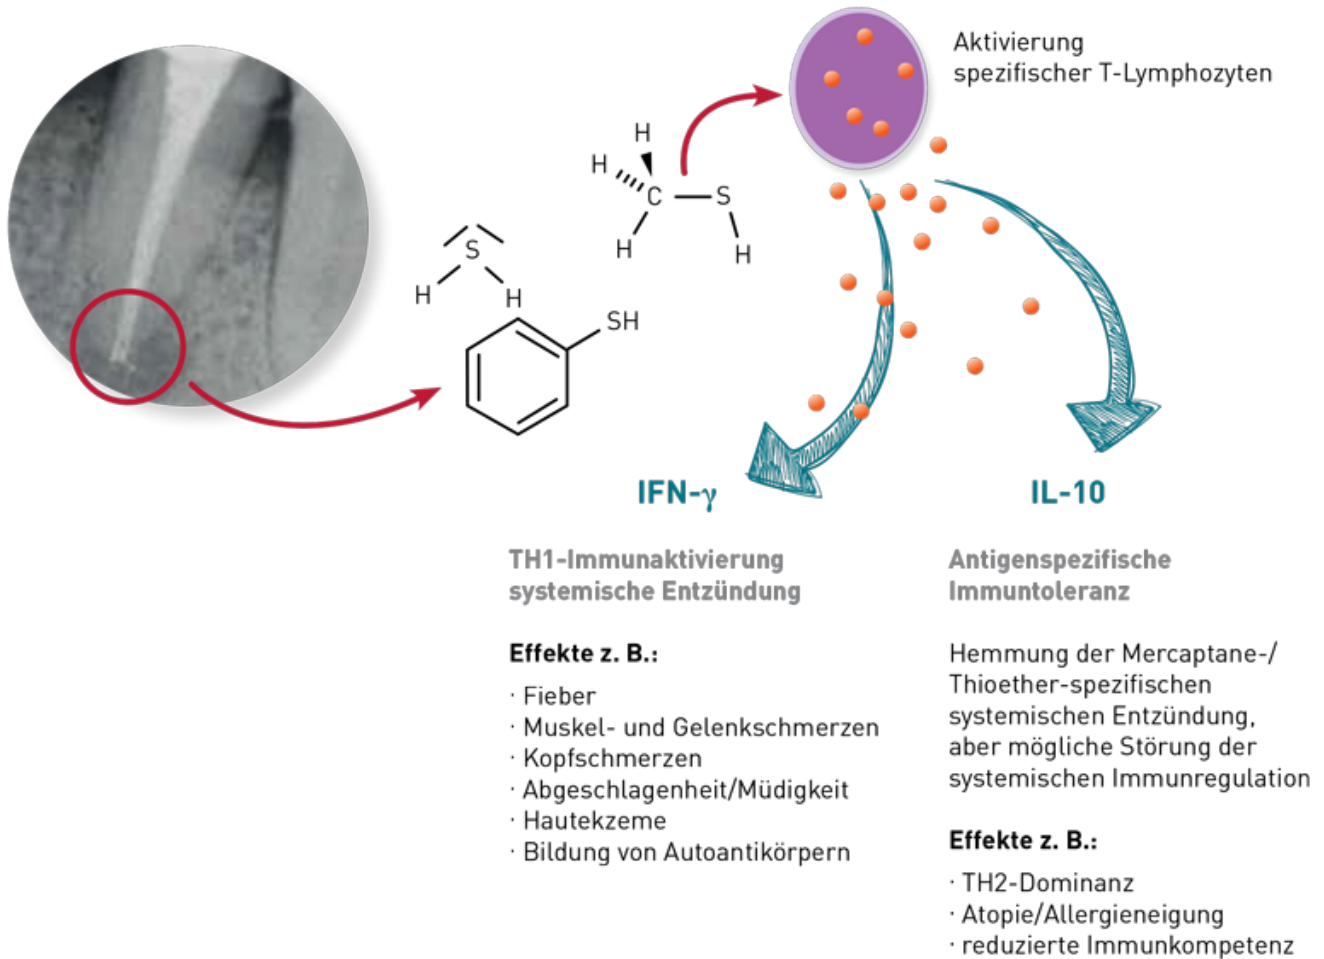 Aktivierung
spezifischer T-Lymphozyten
H
H
C
S
H
H
S
H
H
SH
IFN-γ
TH1-Immunaktivierung
systemische Entzündung
Effekte z. B.:
· Fieber
· Muskel- und Gelenkschmerzen
· Kopfschmerzen
· Abgeschlagenheit/Müdigkeit
· Hautekzeme
· Bildung von Autoantikörpern
IL-10
Antigenspezifische
Immuntoleranz
Hemmung der Mercaptane-/
Thioether-spezifischen
systemischen Entzündung,
aber mögliche Störung der
systemischen Immunregulation
Effekte z. B.:
· TH2-Dominanz
· Atopie/Allergieneigung
· reduzierte Immunkompetenz